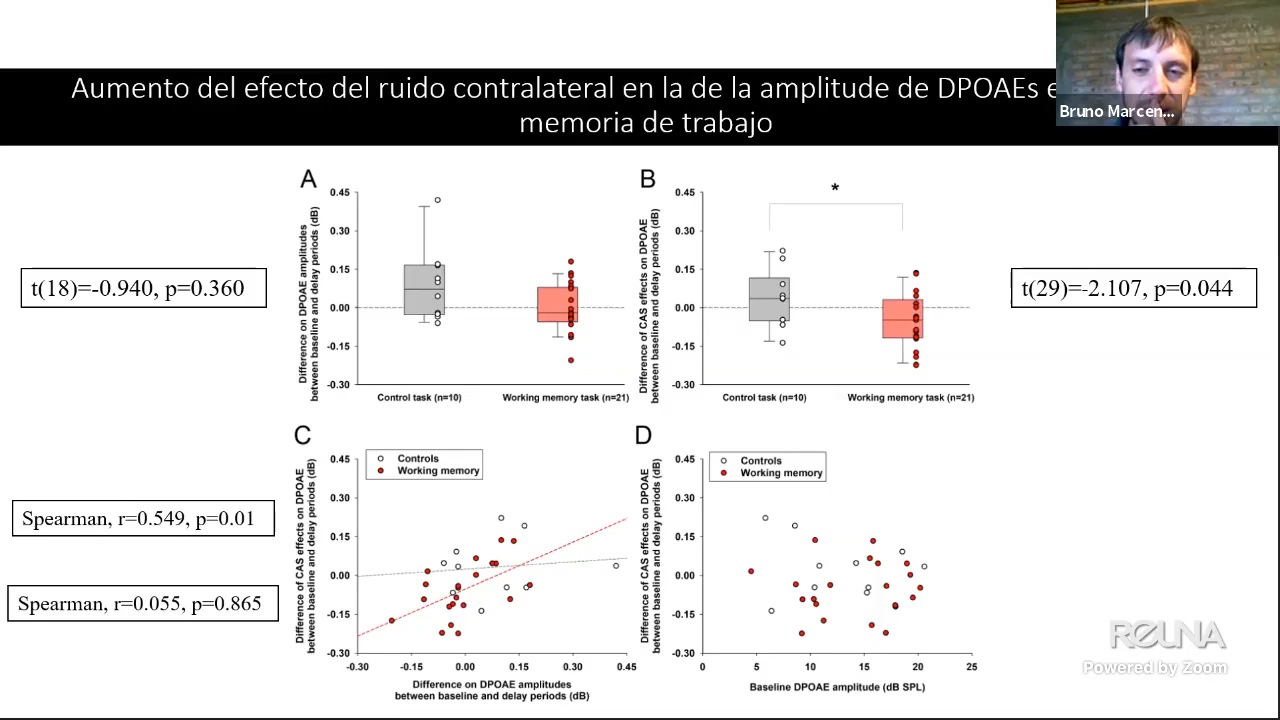 Aumento del efecto del ruido contralateral en la de la amplitude de DPOAEs
memoria de trabajo
Bruno Marcen...
t(18)=-0.940, p=0.360
A
Difference on DPOAE amplitudes
between baseline and delay periods (dB)
0.45
0.30
0.15
0.00
-0.15
-0.30
Control task (n=10)
Working memory task (n=21)
B
*
Difference of CAS effects on DPOAE
between baseline and delay periods (dB)
0.45
0.30
0.15
0.00
-0.15
-0.30
Control task (n=10)
Working memory task (n=21)
t(29)=-2.107, p=0.044
Spearman, r=0.549, p=0.01
Spearman, r=0.055, p=0.865
C
Controls
Working memory
Difference of CAS effects on DPOAE
between baseline and delay periods (dB)
0.45
0.30
0.15
0.00
-0.15
-0.30
-0.30 -0.15 0.00 0.15 0.30 0.45
Difference on DPOAE amplitudes
between baseline and delay periods (dB)
D
Controls
Working memory
Difference of CAS effects on DPOAE
between baseline and delay periods (dB)
0.45
0.30
0.15
0.00
-0.15
-0.30
0 5 10 15 20 25
Baseline DPOAE amplitude (dB SPL)
REUNA
Powered by Zoom